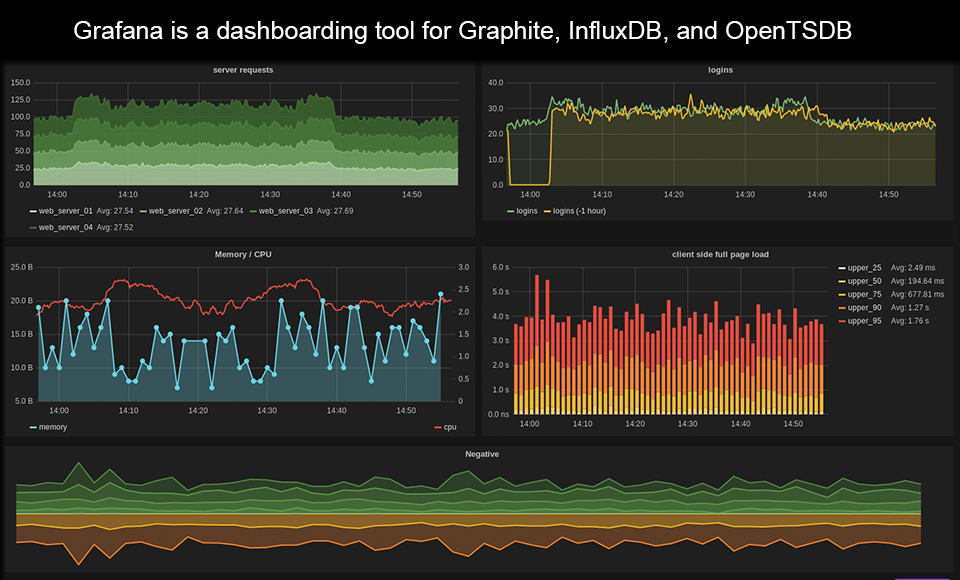 Grafana is a dashboarding tool for Graphite, InfluxDB, and OpenTSDB
server requests
150.0
125.0
100.0
75.0
50.0
25.0
0.0
14:00 14:10 14:20 14:30 14:40 14:50
web_server_01 Avg: 27.54 web_server_02 Avg: 27.64 web_server_03 Avg: 27.69
web_server_04 Avg: 27.52
logins
40.0
30.0
20.0
10.0
0.0
14:00 14:10 14:20 14:30 14:40 14:50
logins logins (-1 hour)
Memory / CPU
25.0 B 3.0
20.0 B 2.5
15.0 B 2.0
10.0 B 1.5
5.0 B 1.0
0.5
0
14:00 14:10 14:20 14:30 14:40 14:50
memory cpu
client side full page load
6.0 s
5.0 s
4.0 s
3.0 s
2.0 s
1.0 s
0.0 ns
14:00 14:10 14:20 14:30 14:40 14:50
upper_25 Avg: 2.49 ms
upper_50 Avg: 194.64 ms
upper_75 Avg: 677.81 ms
upper_90 Avg: 1.27 s
upper_95 Avg: 1.76 s
Negative